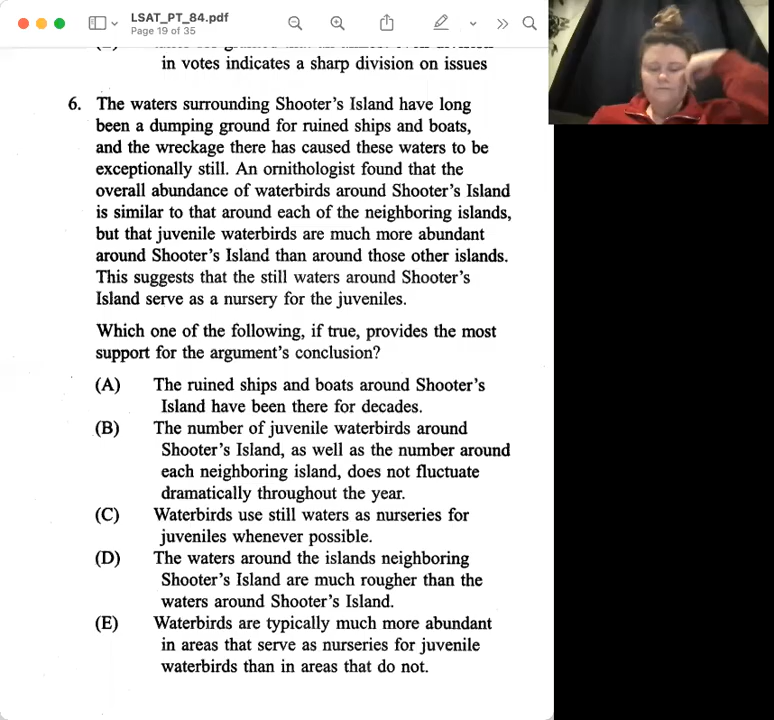 LSAT_PT_84.pdf
Page 19 of 35
in votes indicates a sharp division on issues
6. The waters surrounding Shooter's Island have long
been a dumping ground for ruined ships and boats,
and the wreckage there has caused these waters to be
exceptionally still. An ornithologist found that the
overall abundance of waterbirds around Shooter's Island
is similar to that around each of the neighboring islands,
but that juvenile waterbirds are much more abundant
around Shooter's Island than around those other islands.
This suggests that the still waters around Shooter's
Island serve as a nursery for the juveniles.
Which one of the following, if true, provides the most
support for the argument's conclusion?
(A) The ruined ships and boats around Shooter's
Island have been there for decades.
(B) The number of juvenile waterbirds around
Shooter's Island, as well as the number around
each neighboring island, does not fluctuate
dramatically throughout the year.
(C) Waterbirds use still waters as nurseries for
juveniles whenever possible.
(D) The waters around the islands neighboring
Shooter's Island are much rougher than the
waters around Shooter's Island.
(E) Waterbirds are typically much more abundant
in areas that serve as nurseries for juvenile
waterbirds than in areas that do not.